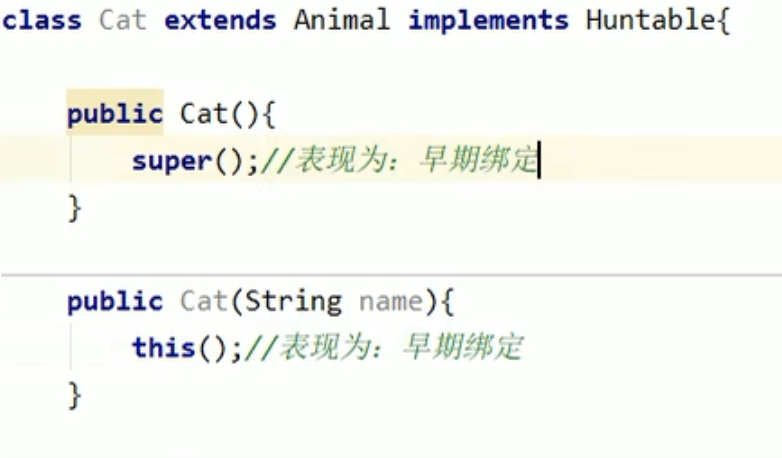 class Cat extends Animal implements Huntable{
public Cat(){
super();//表现为：早期绑定
}
public Cat(String name){
this();//表现为：早期绑定
}